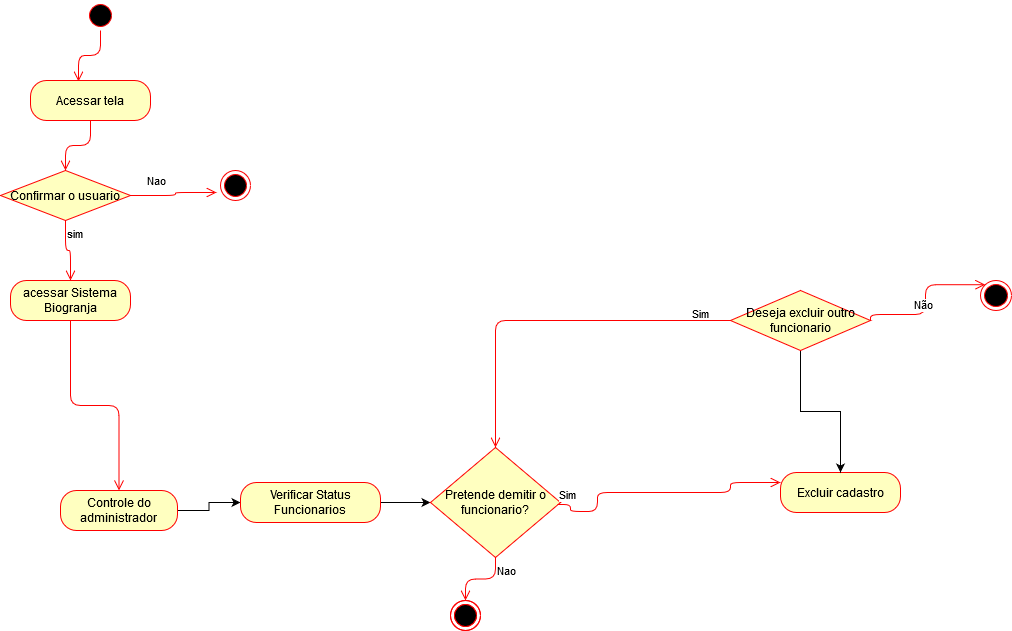 Acessar tela
Nao
Confirmar o usuario
sim
acessar Sistema
Biogranja
Não
Sim
Deseja excluir outro
funcionario
Controle do
administrador
Verificar Status
Funcionarios
Pretende demitir o
funcionario?
Sim
Excluir cadastro
Nao